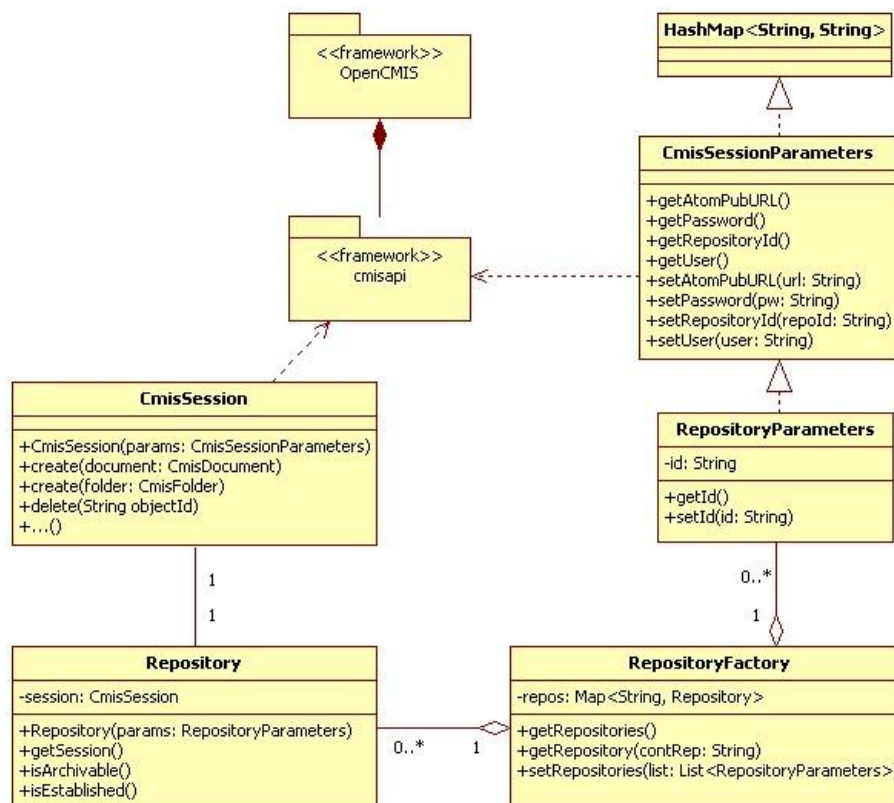 <<framework>>
OpenCMIS
HashMap<String, String>
CmisSessionParameters
+getAtomPubURL()
+getPassword()
+getRepositoryId()
+getUser()
+setAtomPubURL(url: String)
+setPassword(pw: String)
+setRepositoryId(repoId: String)
+setUser(user: String)
<<framework>>
cmisapi
CmisSession
+CmisSession(params: CmisSessionParameters)
+create(document: CmisDocument)
+create(folder: CmisFolder)
+delete(String objectId)
+...()
RepositoryParameters
-id: String
+getId()
+setId(id: String)
1
1
0..*
1
Repository
-session: CmisSession
+Repository(params: RepositoryParameters)
+getSession()
+isArchivable()
+isEstablished()
0..*
1
RepositoryFactory
-repos: Map<String, Repository>
+getRepositories()
+getRepository(contRep: String)
+setRepositories(list: List<RepositoryParameters>